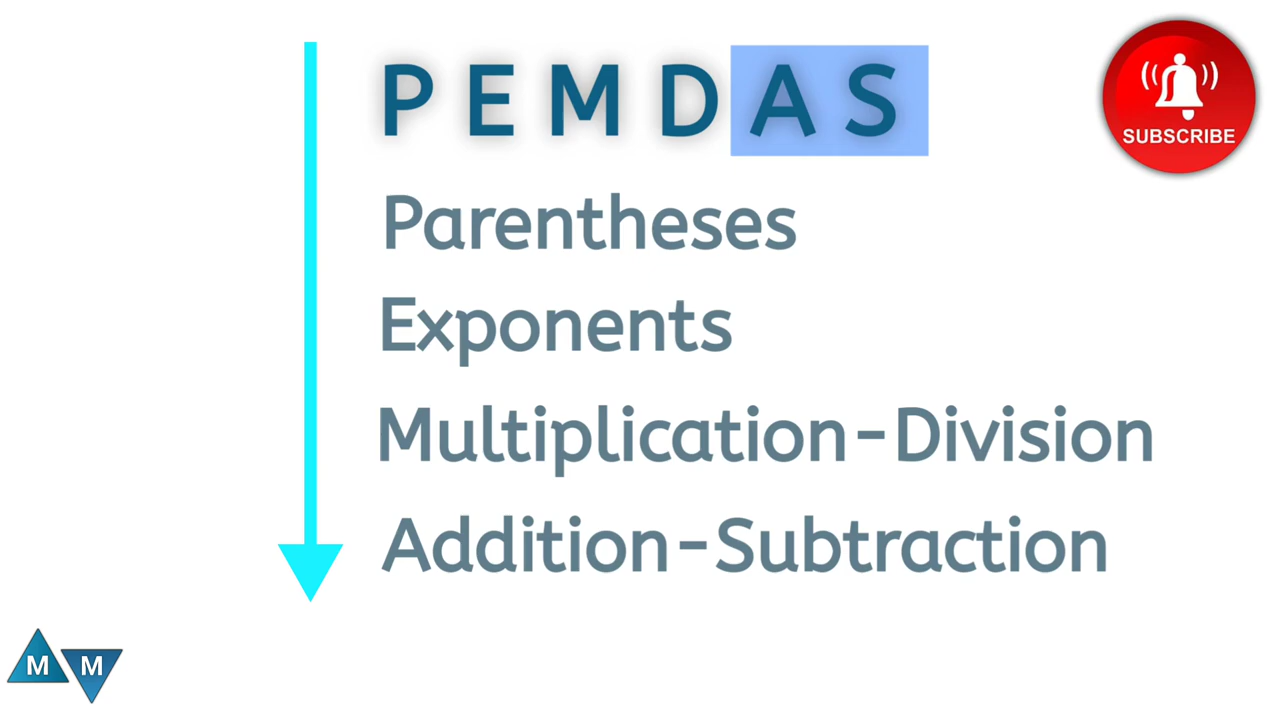 P E M D A S
SUBSCRIBE
Parentheses
Exponents
Multiplication-Division
Addition-Subtraction
M M